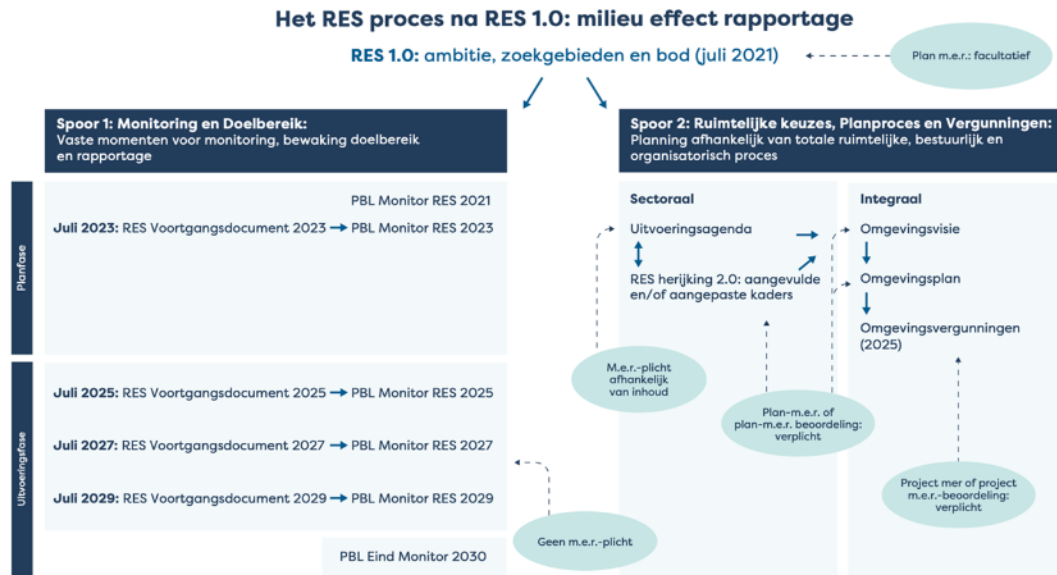 Het RES proces na RES 1.0: milieu effect rapportage
RES 1.0: ambitie, zoekgebieden en bod (juli 2021)
Plan m.e.r.: facultatief
Spoor 1: Monitoring en Doelbereik:
Vaste momenten voor monitoring, bewaking doelbereik
en rapportage
Spoor 2: Ruimtelijke keuzes, Planproces en Vergunningen:
Planning afhankelijk van totale ruimtelijke, bestuurlijk en
organisatorisch proces
Planfase
PBL Monitor RES 2021
Juli 2023: RES Voortgangsdocument 2023 → PBL Monitor RES 2023
Uitvoeringsfase
Juli 2025: RES Voortgangsdocument 2025 → PBL Monitor RES 2025
Juli 2027: RES Voortgangsdocument 2027 → PBL Monitor RES 2027
Juli 2029: RES Voortgangsdocument 2029 → PBL Monitor RES 2029
PBL Eind Monitor 2030
Geen m.e.r.-plicht
Sectoraal
Uitvoeringsagenda
RES herijking 2.0: aangevulde
en/of aangepaste kaders
Integraal
Omgevingsvisie
Omgevingsplan
Omgevingsvergunningen
(2025)
M.e.r.-plicht
afhankelijk
van inhoud
Plan-m.e.r. of
plan-m.e.r. beoordeling:
verplicht
Project mer of project
m.e.r.-beoordeling:
verplicht